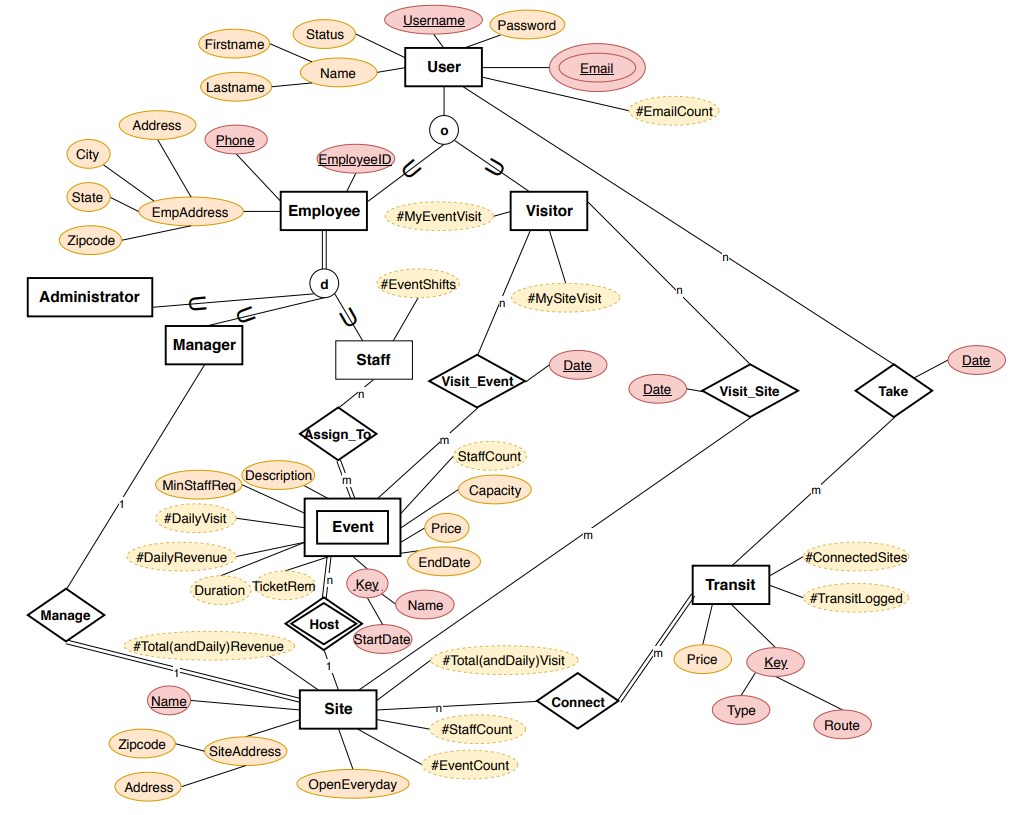 Username
Password
Status
Firstname
User
Name
Email
Lastname
#EmailCount
Address
o
Phone
City
EmployeeID
State
EmpAddress
Employee
#MyEventVisit
Visitor
Zipcode
n
d
#EventShifts
n
Administrator
n
#MySiteVisit
Manager
Staff
Date
Date
Visit_Event
Date
Visit_Site
Take
n
Assign_To
m
StaffCount
Description
m
MinStaffReq
Capacity
m
1
#DailyVisit
Event
Price
m
#DailyRevenue
EndDate
#ConnectedSites
n
Key
Transit
Duration
TicketRem
Name
#TransitLogged
Manage
Host
StartDate
#Total(andDaily)Revenue
m
1
#Total(andDaily)Visit
Price
Key
1
Name
Site
n
Connect
Type
Route
#StaffCount
Zipcode
SiteAddress
#EventCount
Address
OpenEveryday